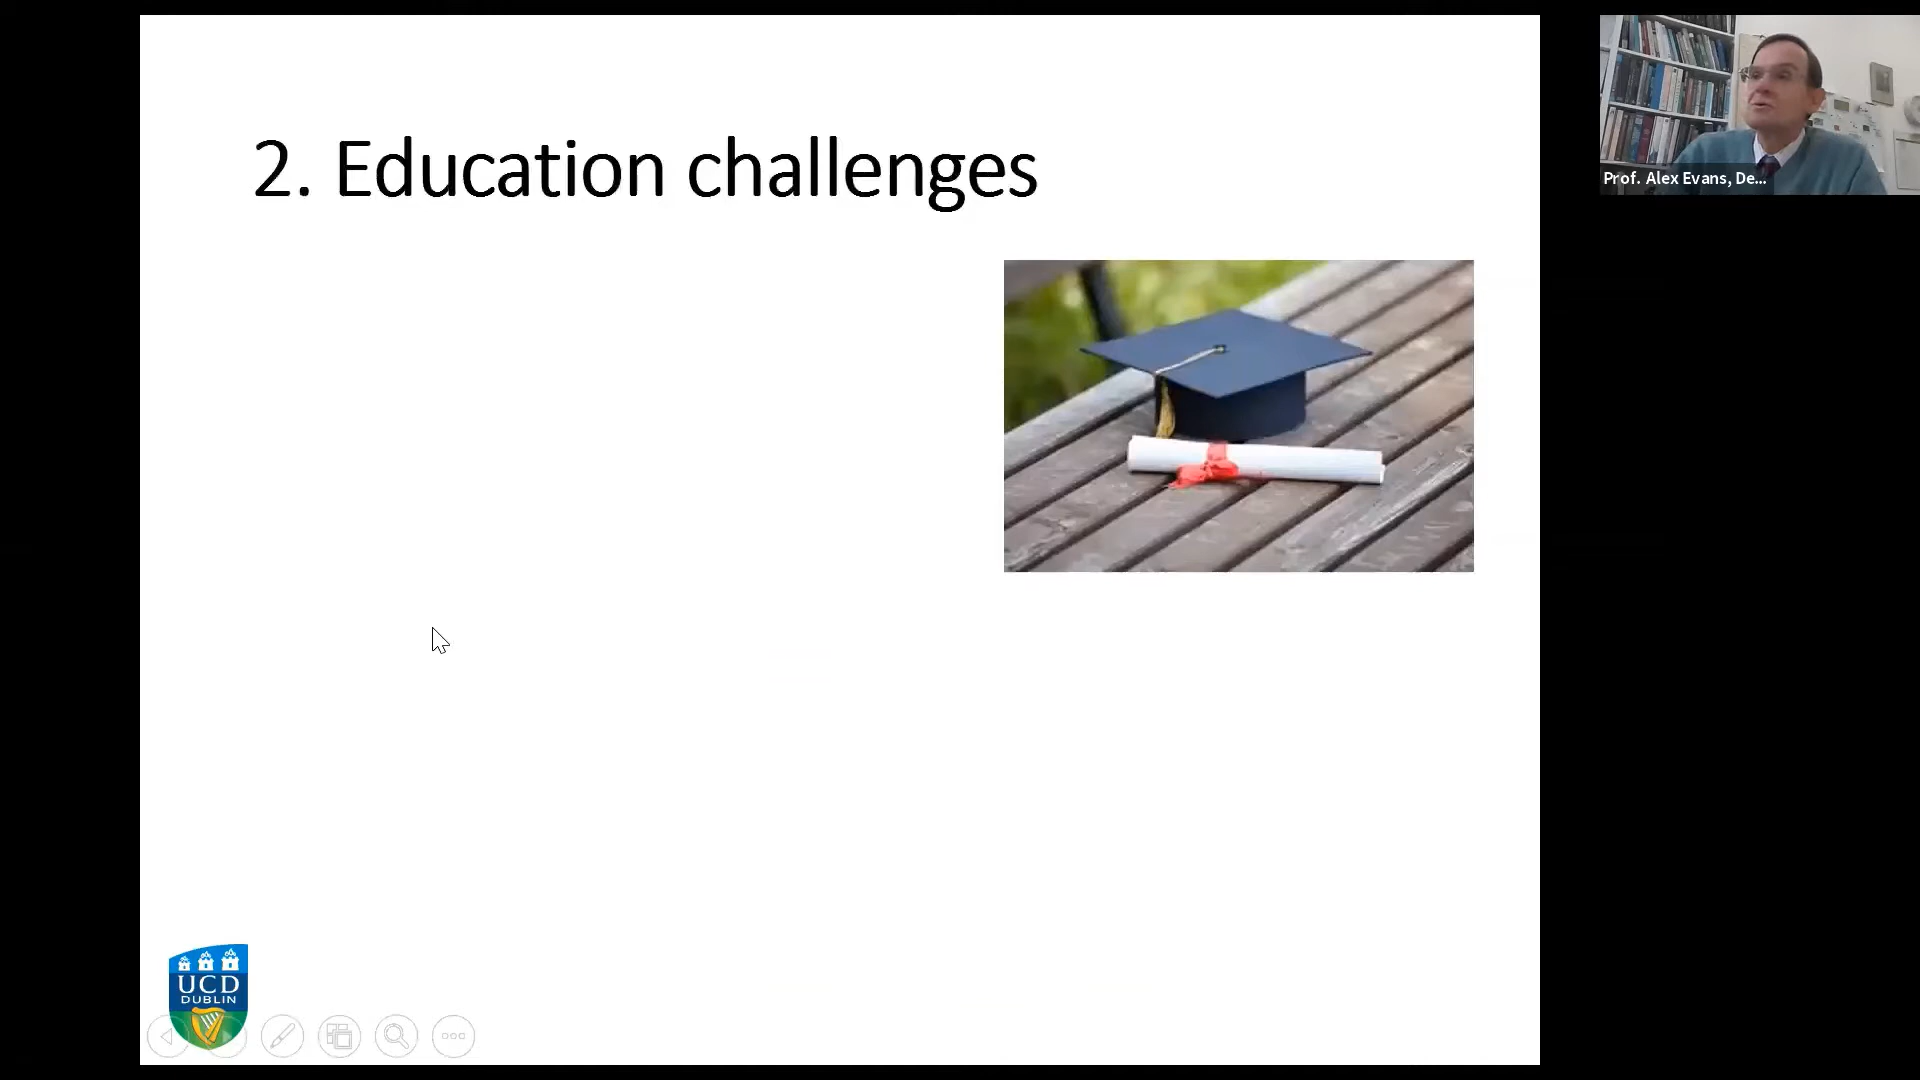 2. Education challenges
Prof. Alex Evans, De...
UCD
DUBLIN